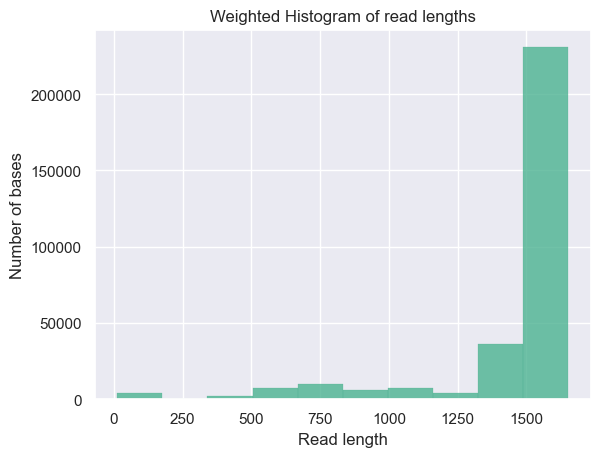 Weighted Histogram of read lengths
Number of bases
200000
150000
100000
50000
0
0 250 500 750 1000 1250 1500
Read length